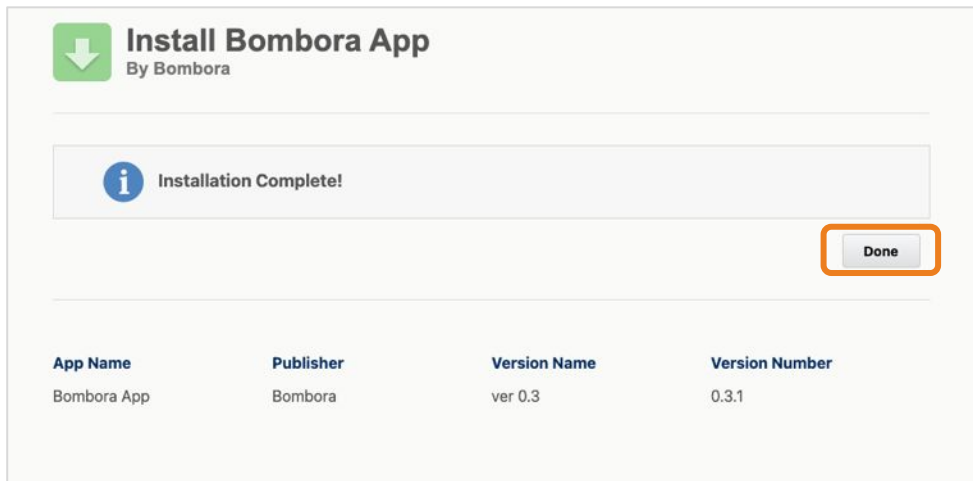 Install Bombora App
By Bombora
Installation Complete!
Done
App Name Publisher Version Name Version Number
Bombora App Bombora ver 0.3 0.3.1